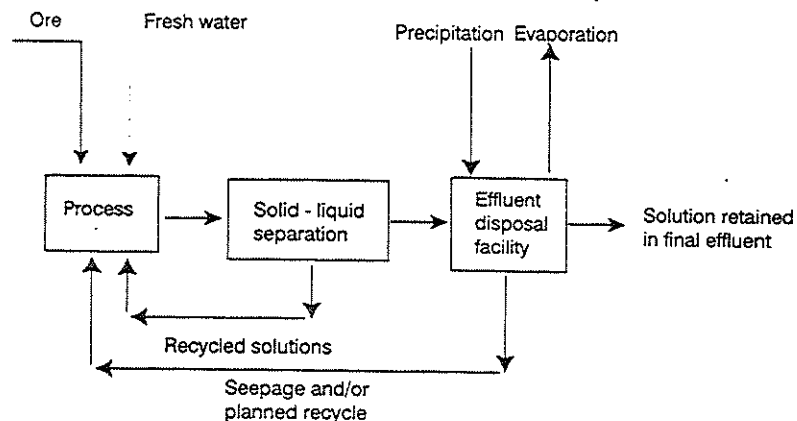 Ore
Fresh water
Precipitation Evaporation
Process
Solid - liquid
separation
Effluent
disposal
facility
Solution retained
in final effluent
Recycled solutions
Seepage and/or
planned recycle